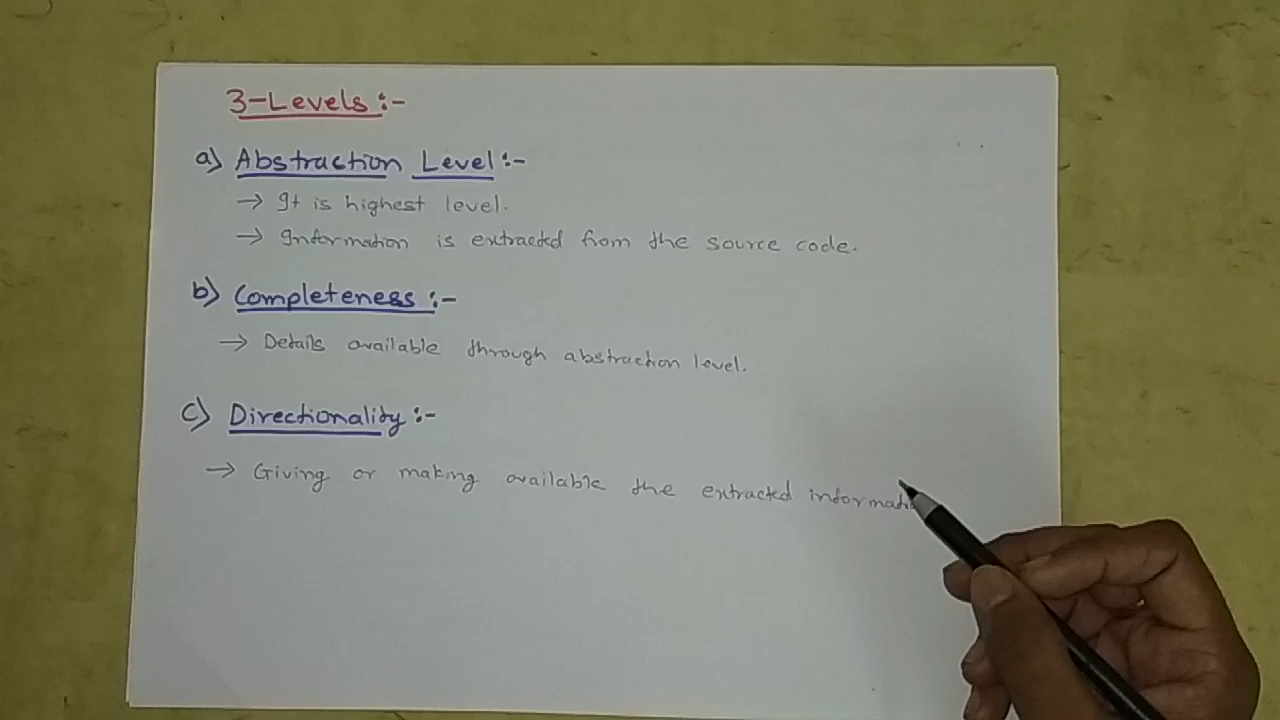 3-Levels :-
a) Abstraction Level :-
→ It is highest level.
→ Information is extracted from the source code.
b) Completeness :-
→ Details available through abstraction level.
c) Directionality :-
→ Giving or making available the extracted